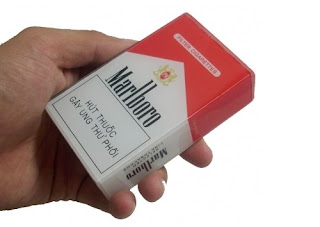 FILTER CIGARETTES
Marlboro
HÚT THUỐC
GÂY UNG THƯ PHỔI
Marlboro